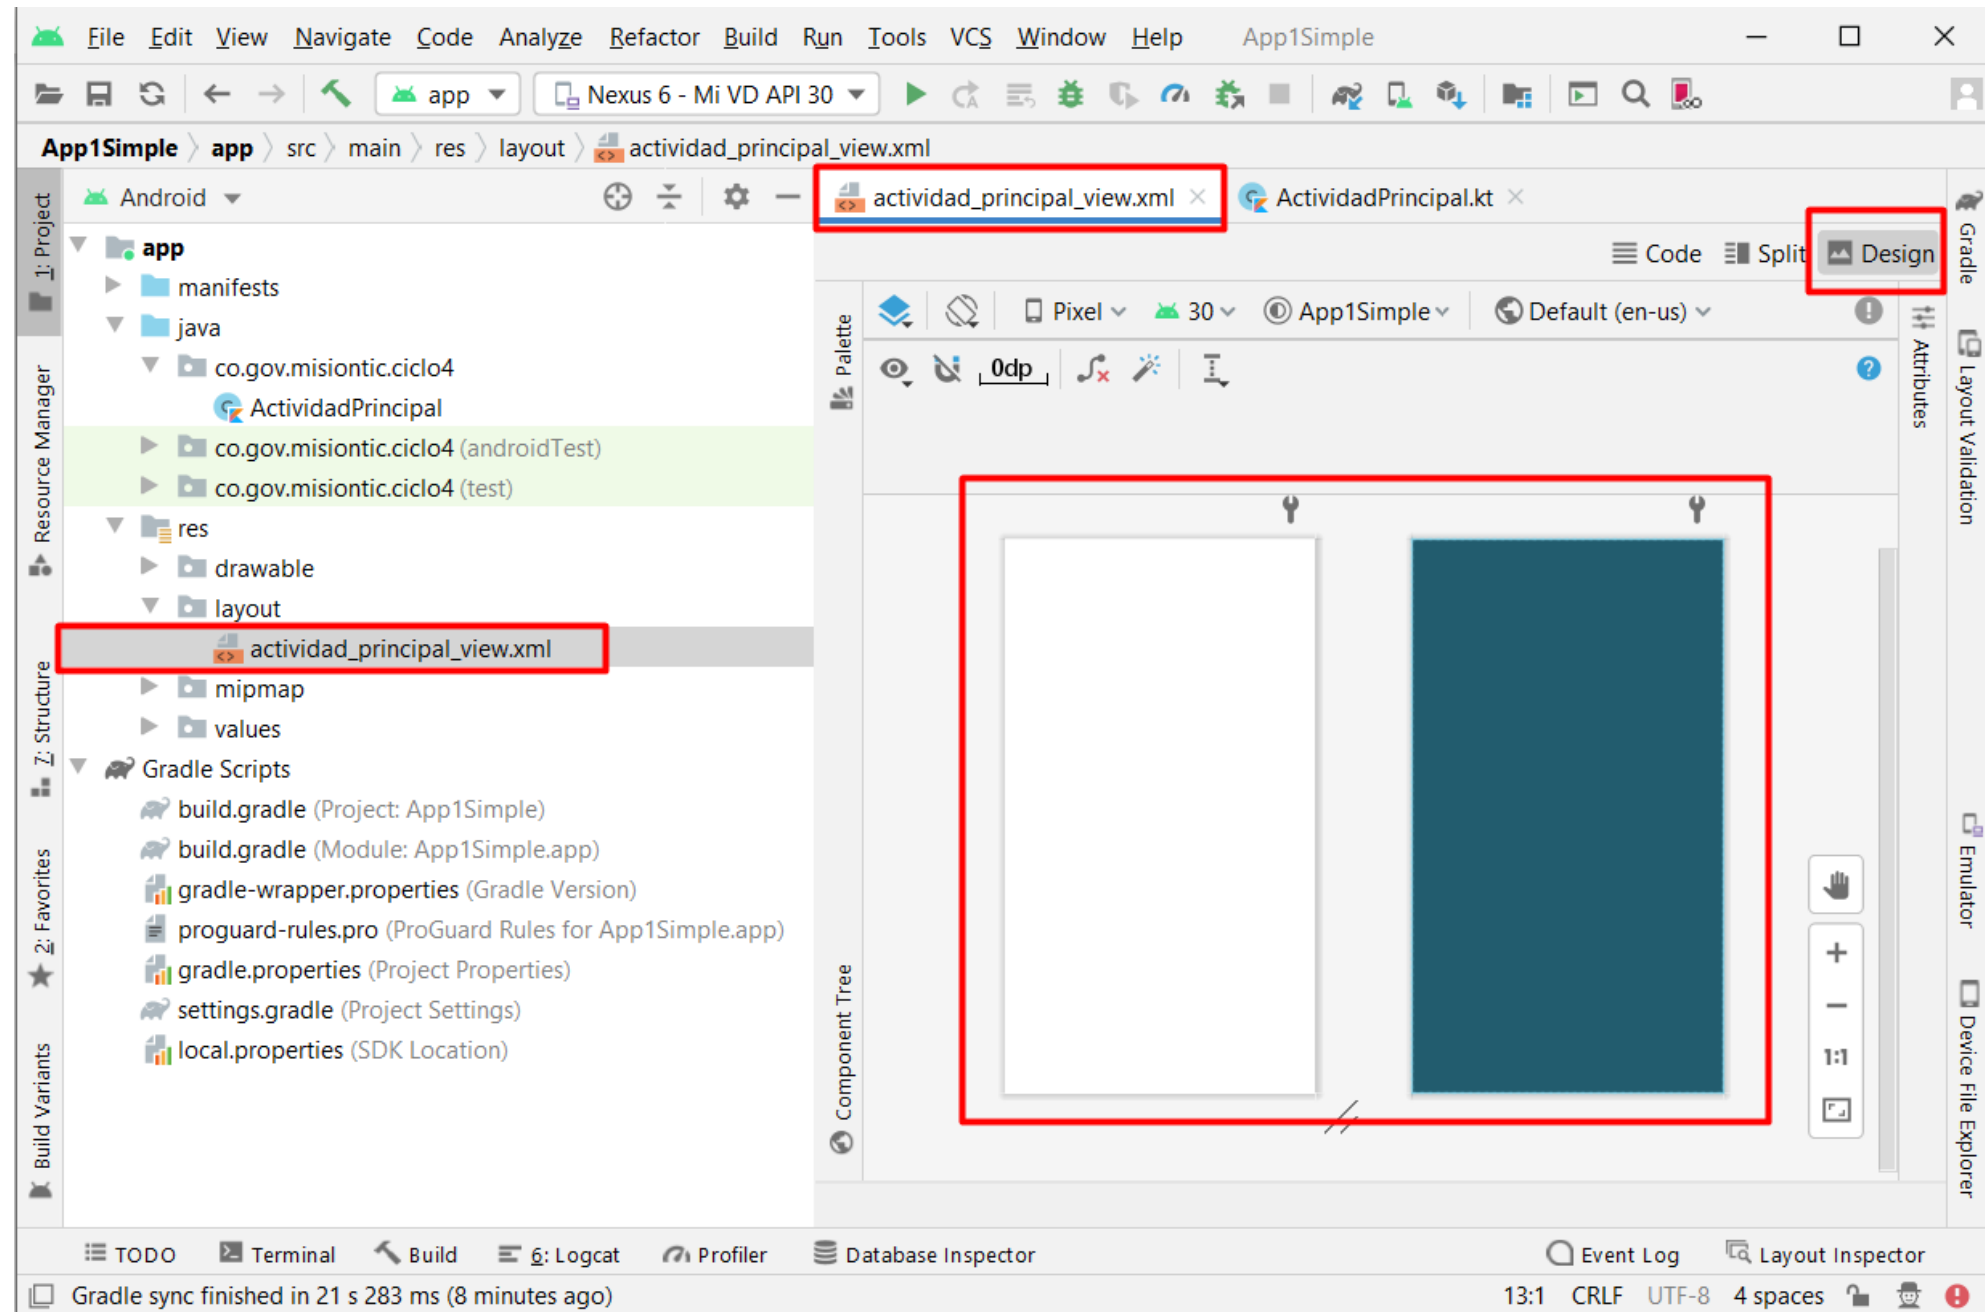 File Edit View Navigate Code Analyze Refactor Build Run Tools VCS Window Help App1Simple
app Nexus 6 - Mi VD API 30
App1Simple app src main res layout actividad_principal_view.xml
1: Project
Resource Manager
7: Structure
2: Favorites
Build Variants
Android
app
manifests
java
co.gov.misiontic.ciclo4
ActividadPrincipal
co.gov.misiontic.ciclo4 (androidTest)
co.gov.misiontic.ciclo4 (test)
res
drawable
layout
actividad_principal_view.xml
mipmap
values
Gradle Scripts
build.gradle (Project: App1Simple)
build.gradle (Module: App1Simple.app)
gradle-wrapper.properties (Gradle Version)
proguard-rules.pro (ProGuard Rules for App1Simple.app)
gradle.properties (Project Properties)
settings.gradle (Project Settings)
local.properties (SDK Location)
actividad_principal_view.xml ActividadPrincipal.kt
Code Split Design
Palette
Component Tree
Pixel 30 App1Simple Default (en-us)
0dp
1:1
Attributes
Gradle
Layout Validation
Emulator
Device File Explorer
TODO Terminal Build 6: Logcat Profiler Database Inspector Event Log Layout Inspector
Gradle sync finished in 21 s 283 ms (8 minutes ago) 13:1 CRLF UTF-8 4 spaces